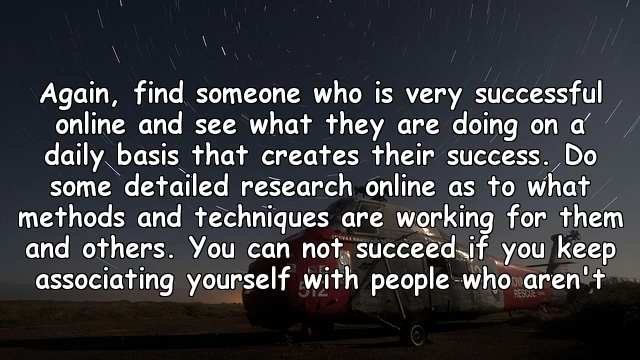 Again, find someone who is very successful
online and see what they are doing on a
daily basis that creates their success. Do
some detailed research online as to what
methods and techniques are working for them
and others. You can not succeed if you keep
associating yourself with people who aren't
512
RESCUE